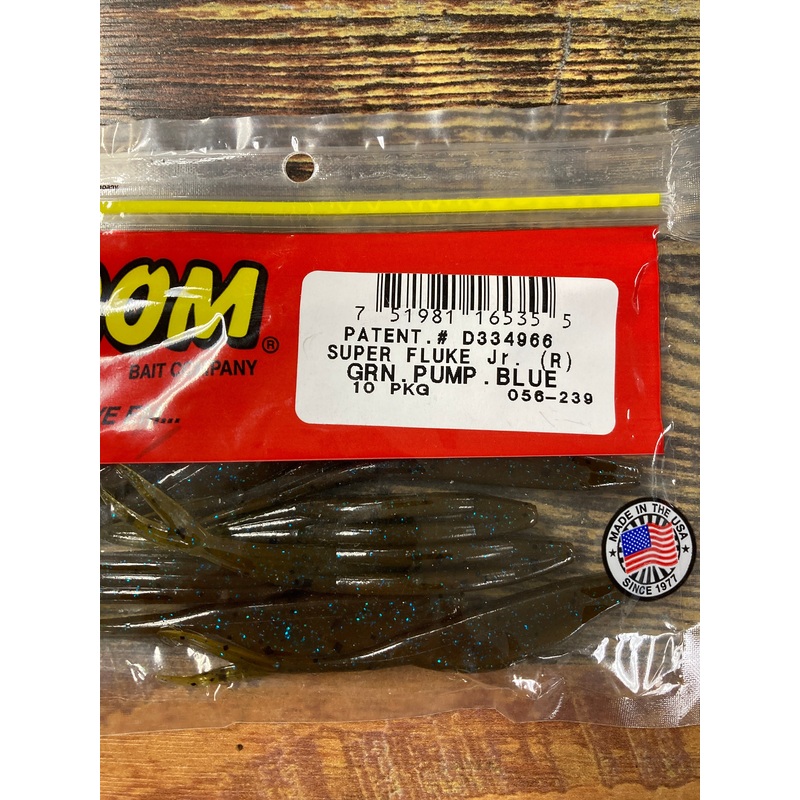 mpany
OOM®
BAIT COMPANY
7 51981 16535 5
PATENT.# D334966
SUPER FLUKE Jr. (R)
GRN.PUMP.BLUE
10 PKG 056-239
MADE IN THE USA
SINCE 1977